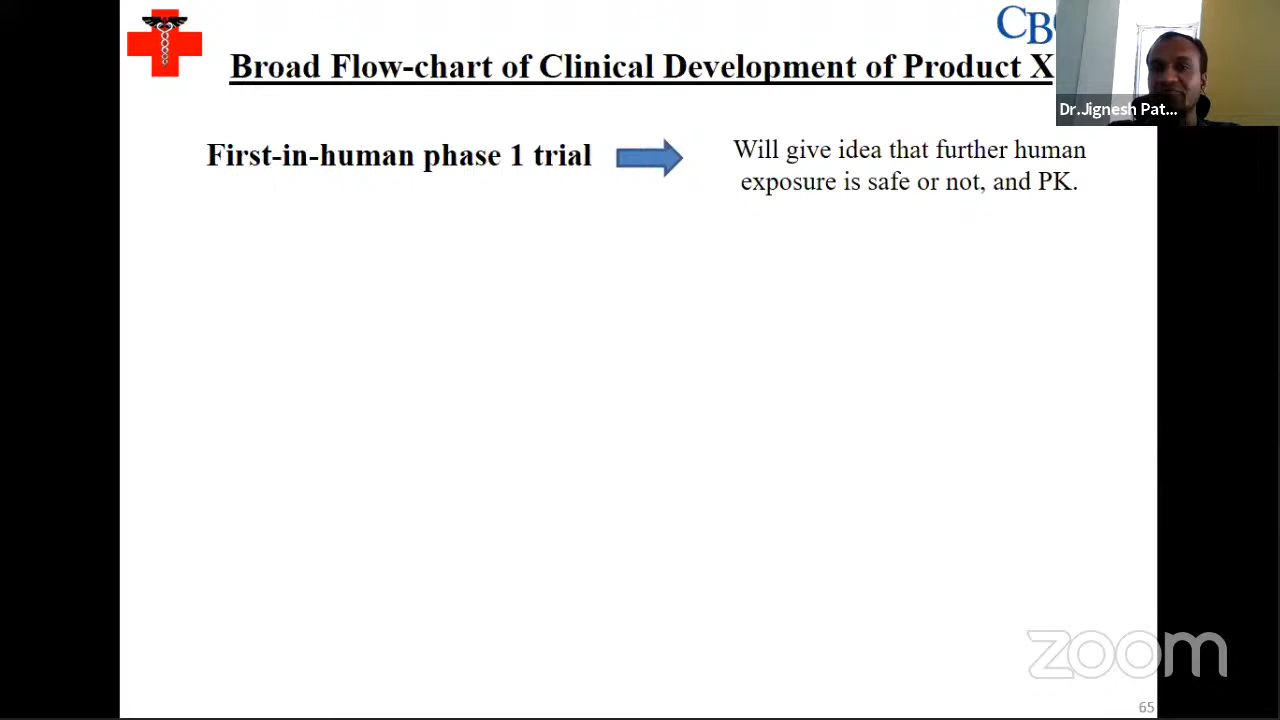 CB
Broad Flow-chart of Clinical Development of Product X
Dr.Jignesh Pat...
First-in-human phase 1 trial
Will give idea that further human
exposure is safe or not, and PK.
zoom
65